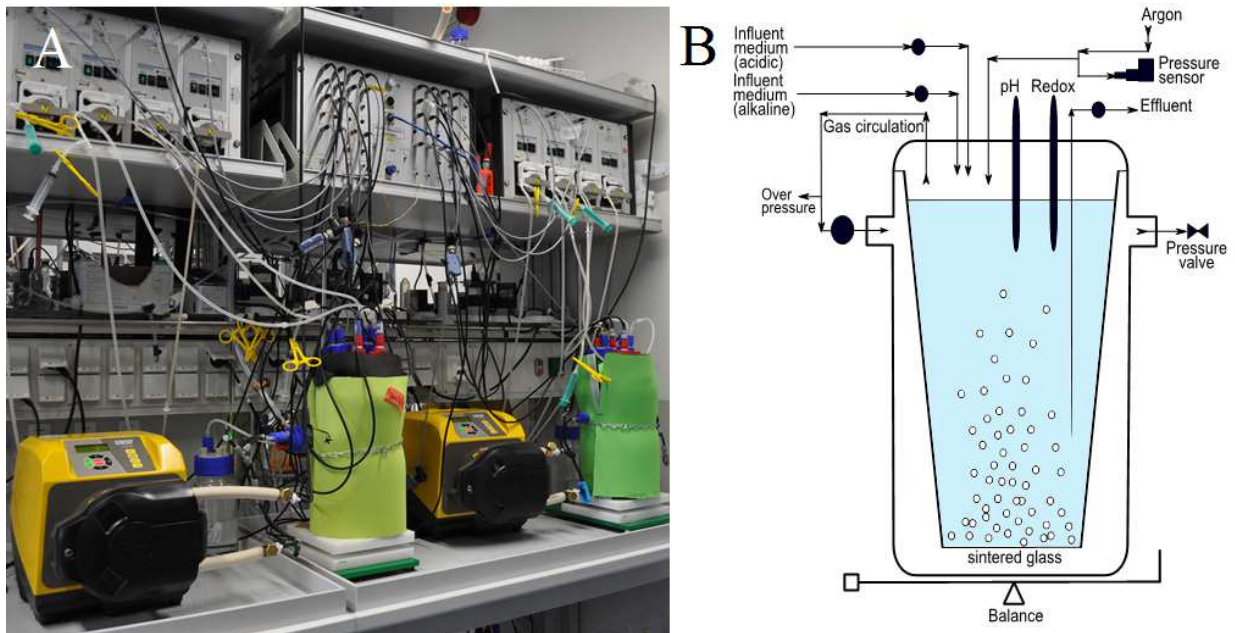 A
B
Influent
medium
(acidic)
Influent
medium
(alkaline)
Gas circulation
Over
pressure
Argon
Pressure
sensor
pH Redox
Effluent
Pressure
valve
sintered glass
Balance